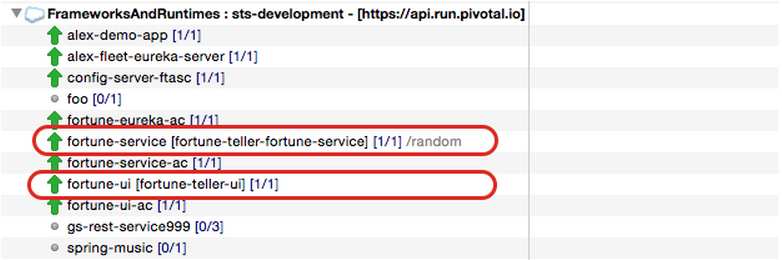 FrameworksAndRuntimes : sts-development - [https://api.run.pivotal.io]
alex-demo-app [1/1]
alex-fleet-eureka-server [1/1]
config-server-ftasc [1/1]
foo [0/1]
fortune-eureka-ac [1/1]
fortune-service [fortune-teller-fortune-service] [1/1] /random
fortune-service-ac [1/1]
fortune-ui [fortune-teller-ui] [1/1]
fortune-ui-ac [1/1]
gs-rest-service999 [0/3]
spring-music [0/1]